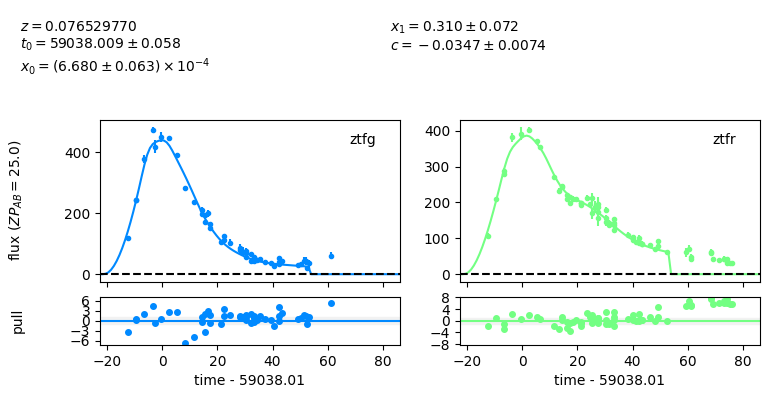 z = 0.076529770
t₀ = 59038.009 ± 0.058
x₀ = (6.680 ± 0.063) × 10⁻⁴
x₁ = 0.310 ± 0.072
c = −0.0347 ± 0.0074
flux (ZP_AB = 25.0)
400
200
0
ztfg
400
300
200
100
0
ztfr
pull
6
3
0
−3
−6
8
4
0
−4
−8
−20 0 20 40 60 80
−20 0 20 40 60 80
time - 59038.01
time - 59038.01